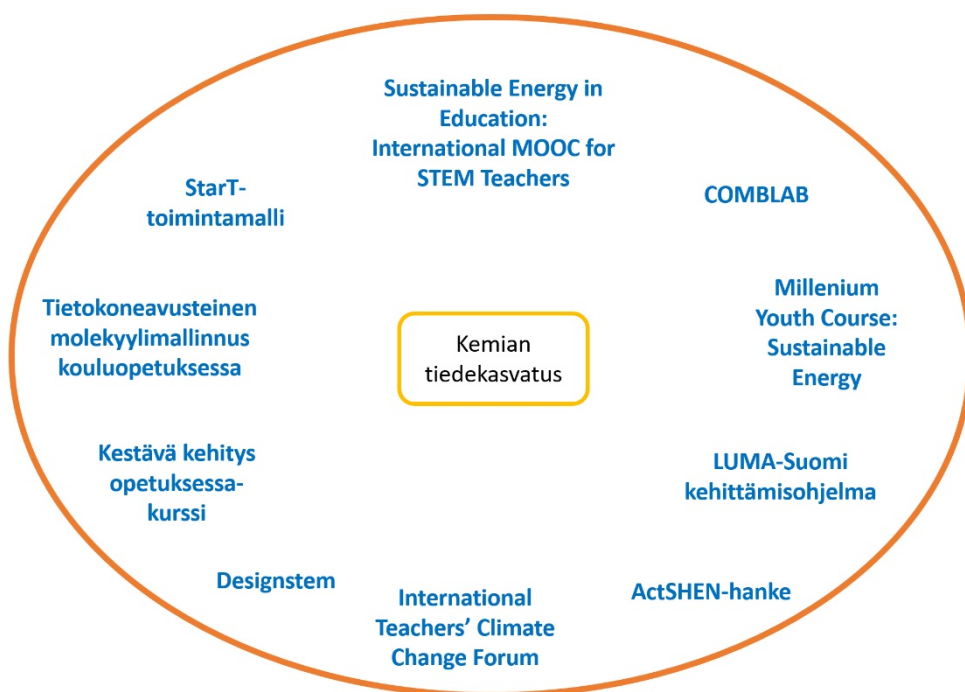 Sustainable Energy in
Education:
International MOOC for
STEM Teachers
StarT-
toimintamalli
COMBLAB
Tietokoneavusteinen
molekyylimallinnus
kouluopetuksessa
Kemian
tiedekasvatus
Millenium
Youth Course:
Sustainable
Energy
Kestävä kehitys
opetuksessa-
kurssi
LUMA-Suomi
kehittämisohjelma
Designstem
International
Teachers’ Climate
Change Forum
ActSHEN-hanke